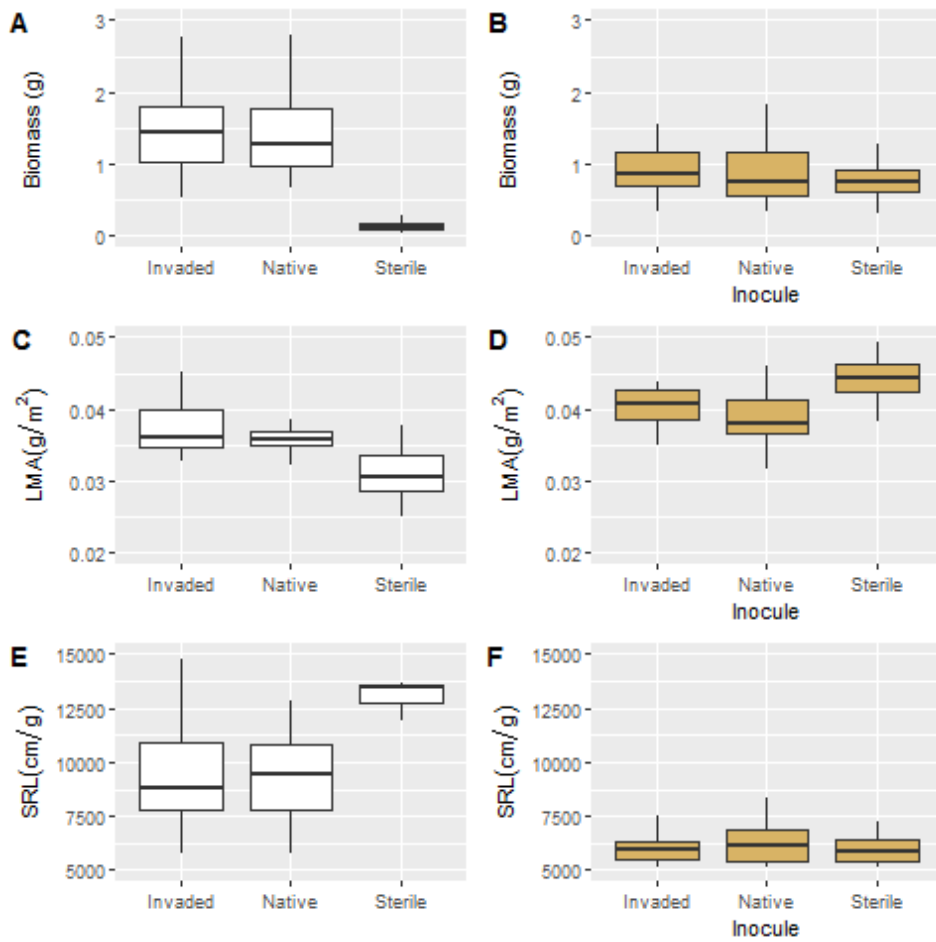 A
Biomass (g)
3
2
1
0
Invaded Native Sterile
B
Biomass (g)
3
2
1
0
Invaded Native Sterile
Inocule
C
LMA(g/m²)
0.05
0.04
0.03
0.02
Invaded Native Sterile
D
LMA(g/m²)
0.05
0.04
0.03
0.02
Invaded Native Sterile
Inocule
E
SRL(cm/g)
15000
12500
10000
7500
5000
Invaded Native Sterile
F
SRL(cm/g)
15000
12500
10000
7500
5000
Invaded Native Sterile
Inocule